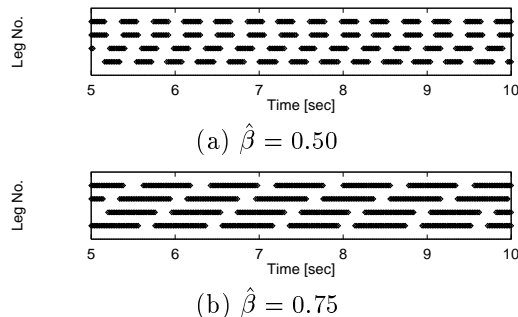 Leg No.
5 6 7 8 9 10
Time [sec]
(a) β̂ = 0.50
Leg No.
5 6 7 8 9 10
Time [sec]
(b) β̂ = 0.75